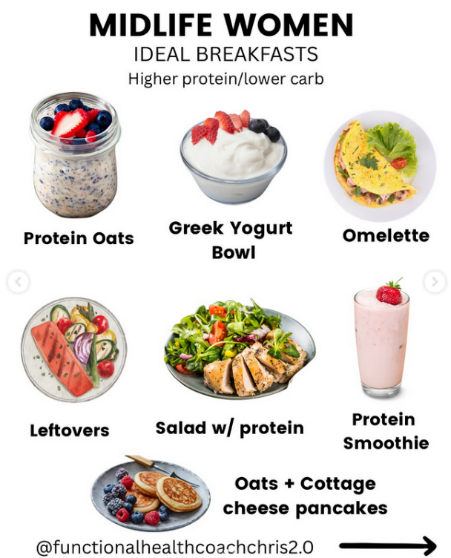 MIDLIFE WOMEN
IDEAL BREAKFASTS
Higher protein/lower carb
Protein Oats
Greek Yogurt
Bowl
Omelette
Leftovers
Salad w/ protein
Protein
Smoothie
Oats + Cottage
cheese pancakes
@functionalhealthcoachchris2.0